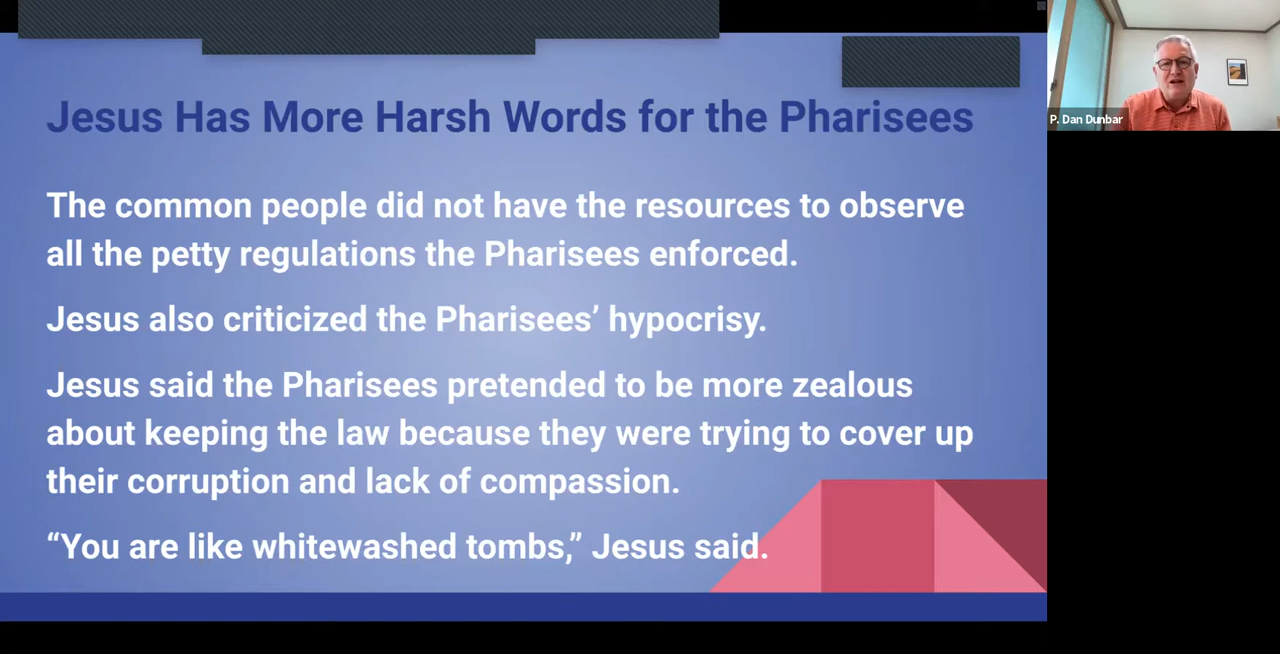 Jesus Has More Harsh Words for the Pharisees
P. Dan Dunbar
The common people did not have the resources to observe
all the petty regulations the Pharisees enforced.
Jesus also criticized the Pharisees’ hypocrisy.
Jesus said the Pharisees pretended to be more zealous
about keeping the law because they were trying to cover up
their corruption and lack of compassion.
“You are like whitewashed tombs,” Jesus said.